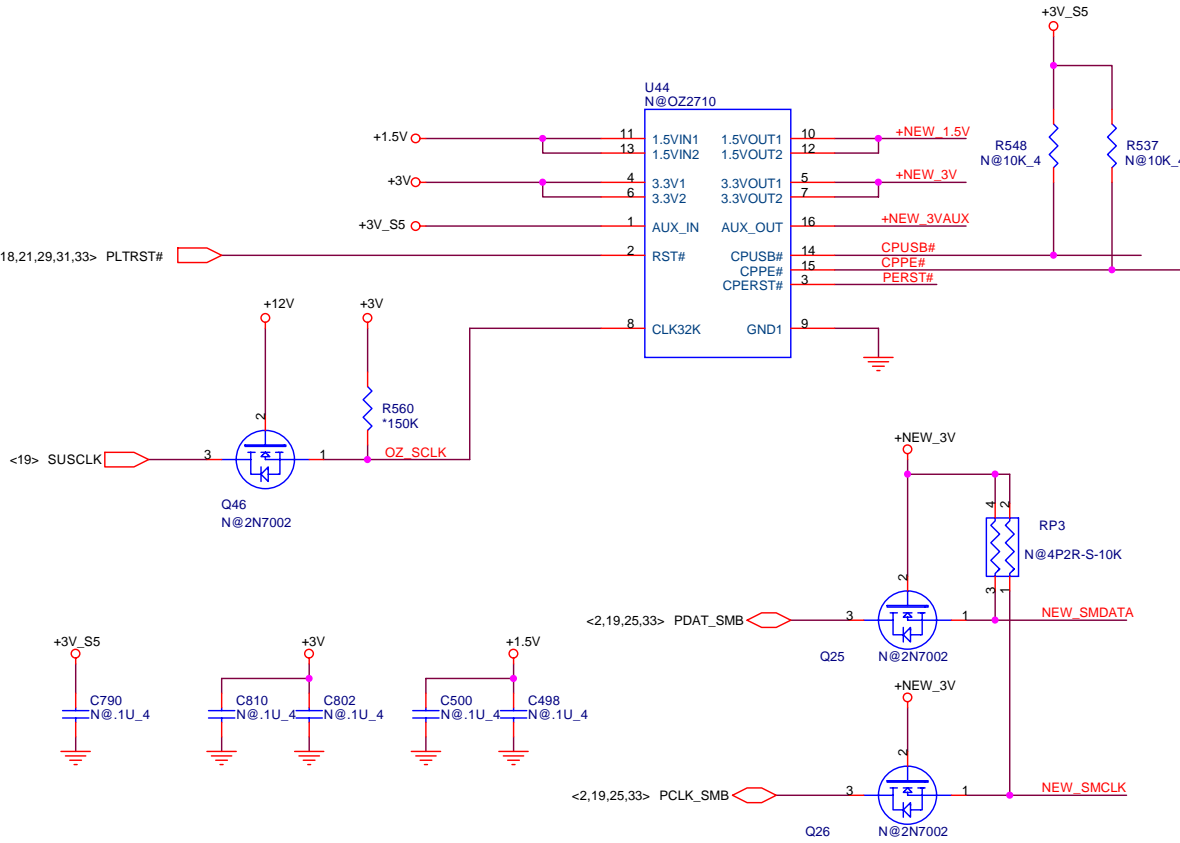 +3V_S5
U44
N@OZ2710
+1.5V
11
13
1.5VIN1
1.5VIN2
1.5VOUT1
1.5VOUT2
10
12
+NEW_1.5V
R548
N@10K_4
R537
N@10K_4
+3V
4
6
3.3V1
3.3V2
3.3VOUT1
3.3VOUT2
5
7
+NEW_3V
+3V_S5
1
AUX_IN
AUX_OUT
16
+NEW_3VAUX
18,21,29,31,33> PLTRST#
2
RST#
CPUSB#
CPPE#
CPERST#
14
15
3
CPUSB#
CPPE#
PERST#
8
CLK32K
GND1
9
+12V
+3V
2
R560
*150K
<19> SUSCLK
3
1
OZ_SCLK
Q46
N@2N7002
+NEW_3V
4
2
RP3
N@4P2R-S-10K
3
1
2
<2,19,25,33> PDAT_SMB
3
1
NEW_SMDATA
Q25
N@2N7002
+3V_S5
+3V
+1.5V
C790
N@.1U_4
C810
N@.1U_4
C802
N@.1U_4
C500
N@.1U_4
C498
N@.1U_4
+NEW_3V
2
<2,19,25,33> PCLK_SMB
3
1
NEW_SMCLK
Q26
N@2N7002